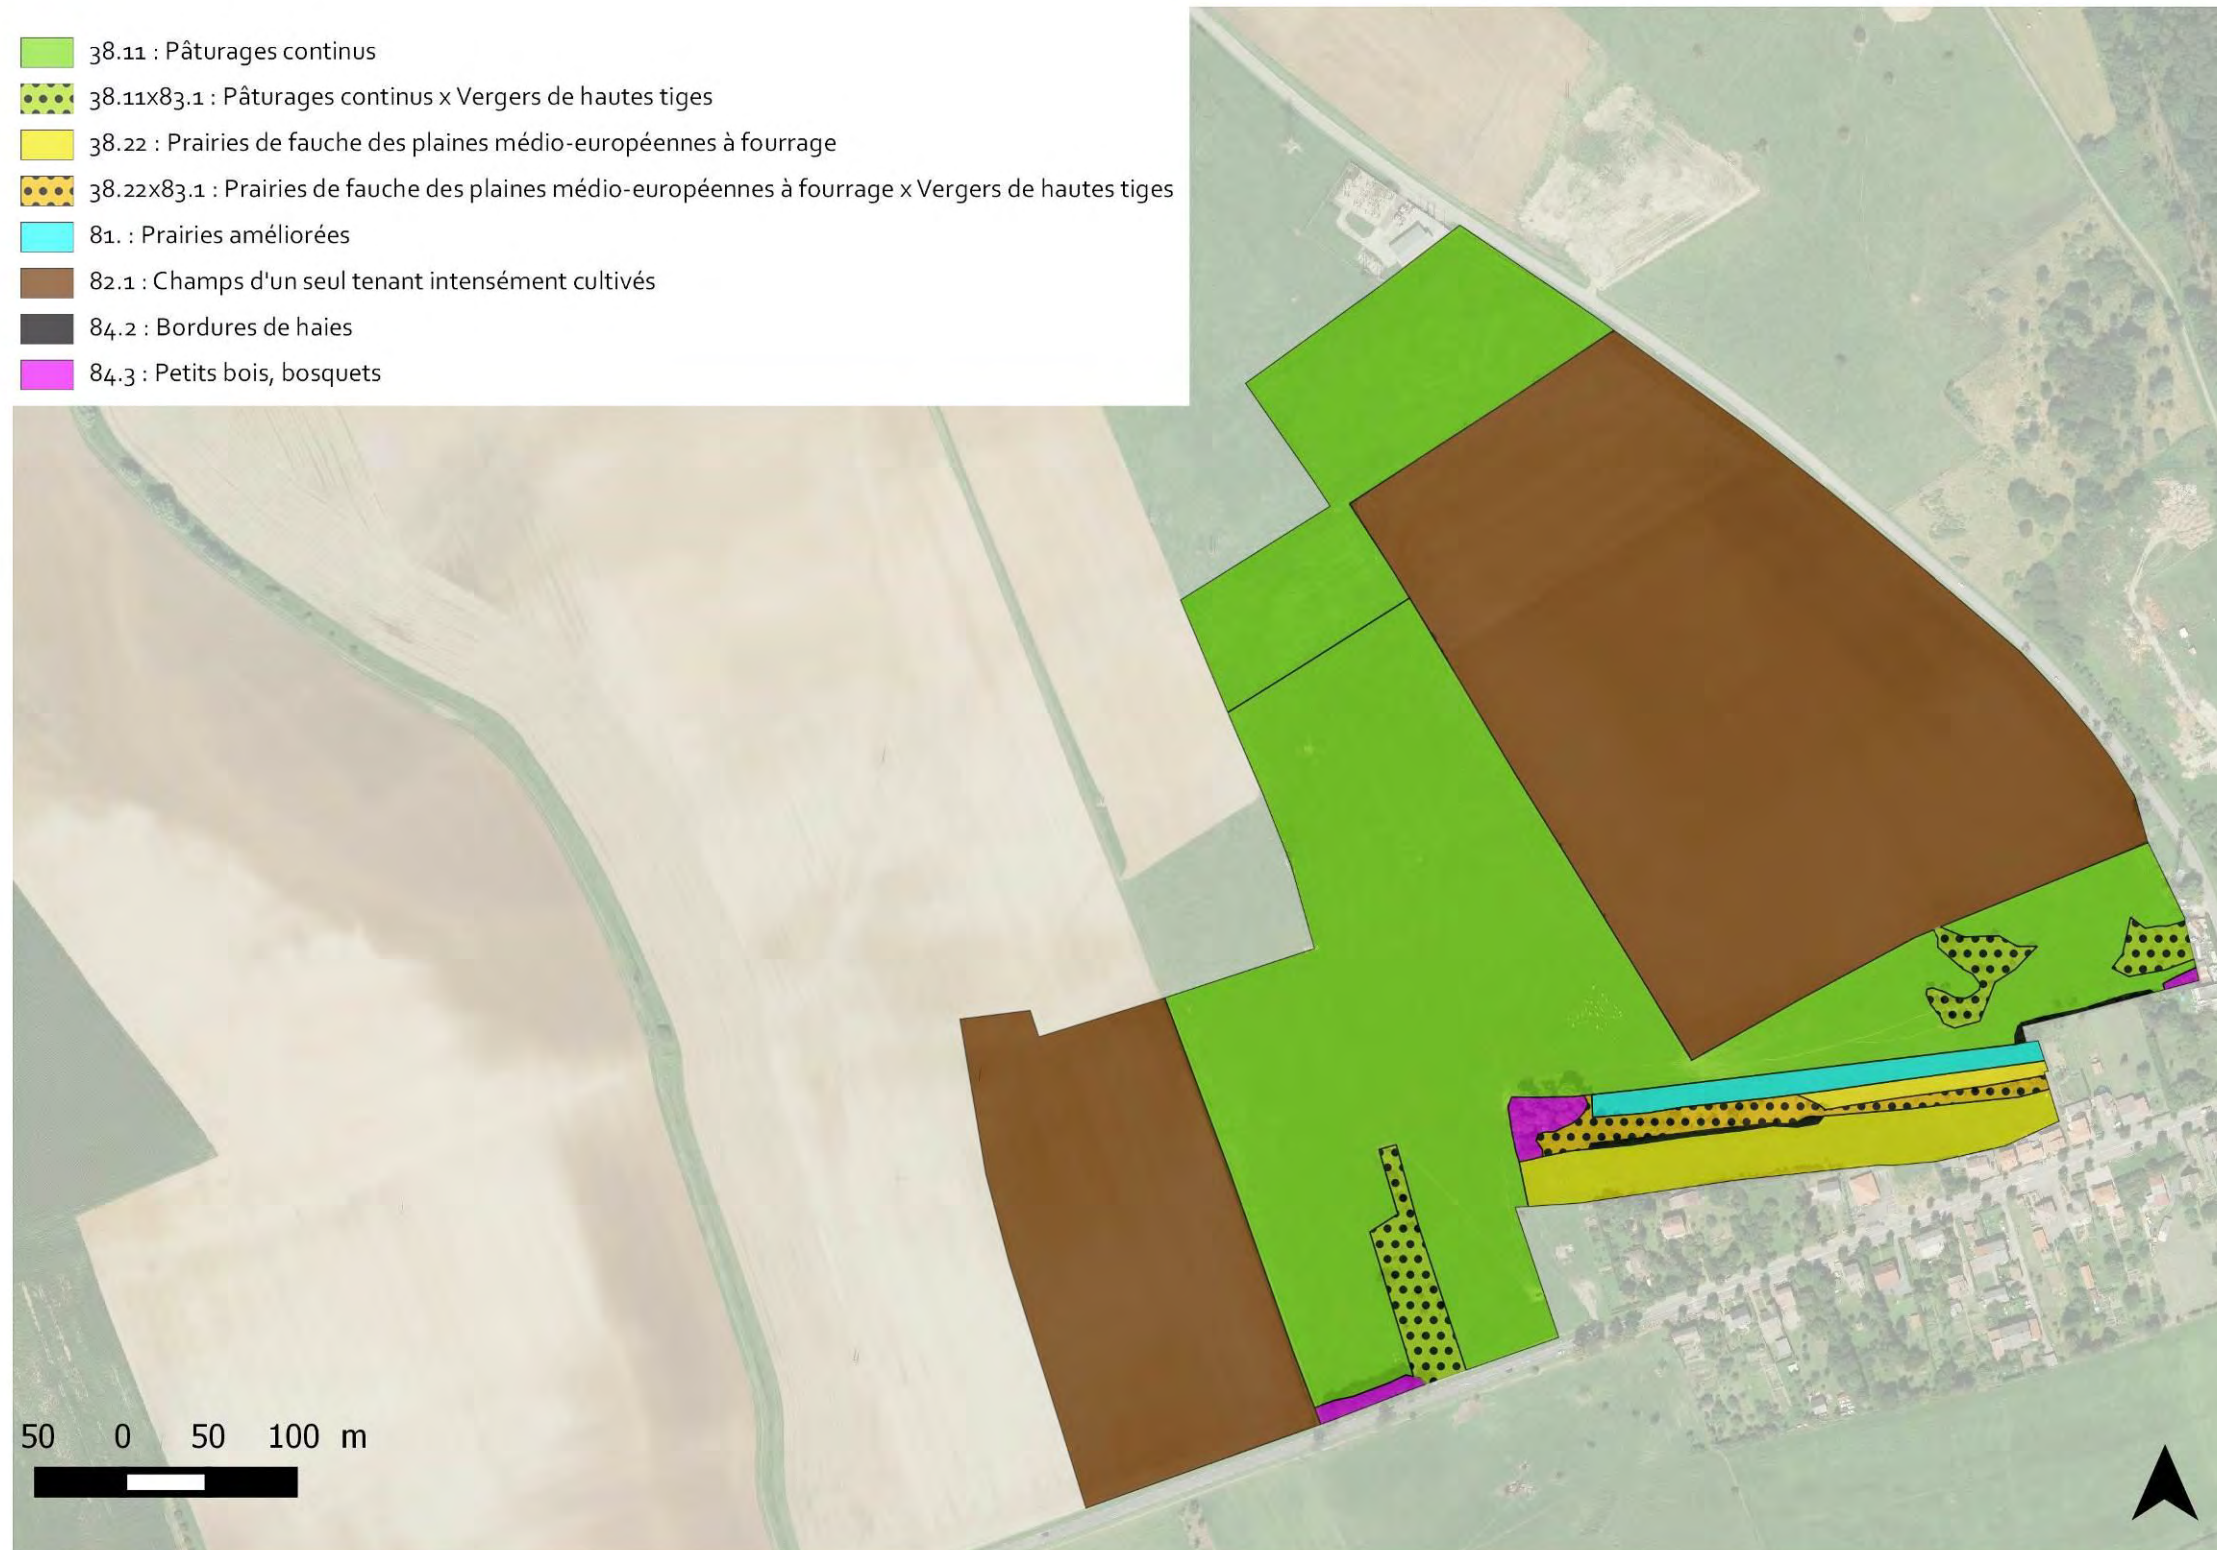 38.11 : Pâturages continus
38.11x83.1 : Pâturages continus x Vergers de hautes tiges
38.22 : Prairies de fauche des plaines médio-européennes à fourrage
38.22x83.1 : Prairies de fauche des plaines médio-européennes à fourrage x Vergers de hautes tiges
81. : Prairies améliorées
82.1 : Champs d'un seul tenant intensément cultivés
84.2 : Bordures de haies
84.3 : Petits bois, bosquets
50 0 50 100 m